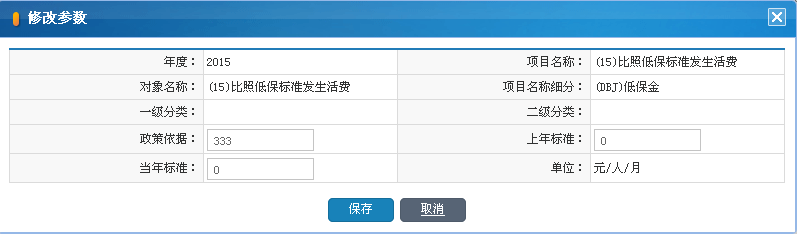 修改参数
年度： 2015 项目名称： (15)比照低保标准发生活费
对象名称： (15)比照低保标准发生活费 项目名称细分： (DBJ)低保金
一级分类： 二级分类：
政策依据： 333 上年标准： 0
当年标准： 0 单位： 元/人/月
保存 取消